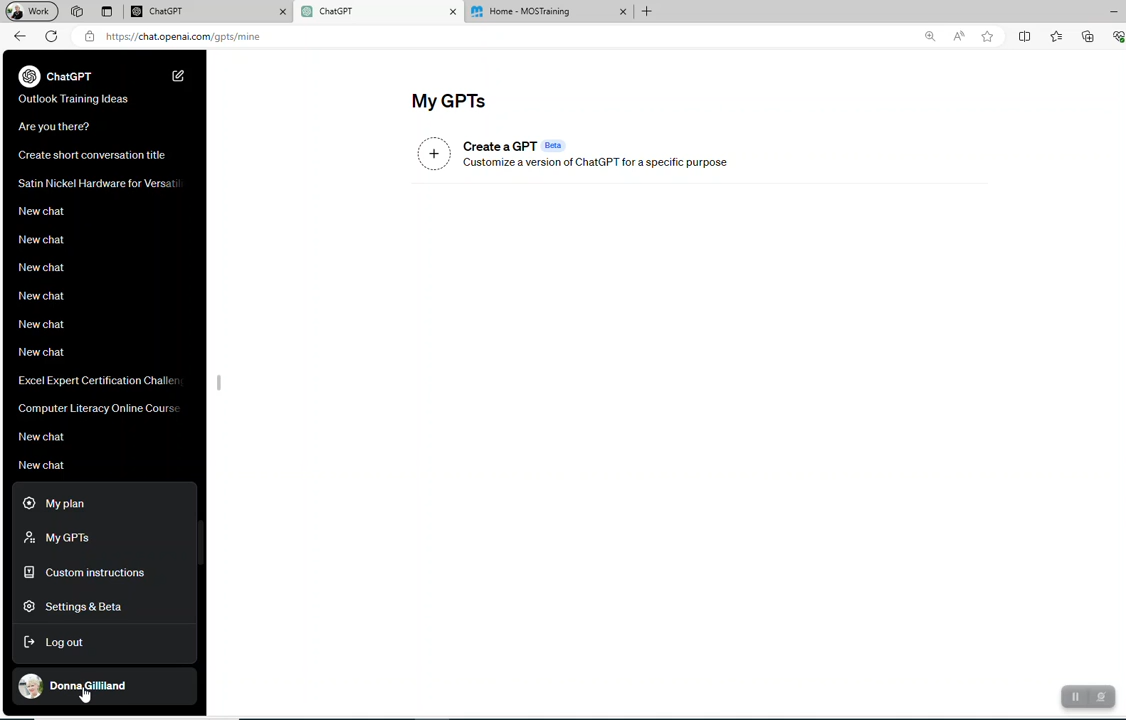 Work
ChatGPT
ChatGPT
Home - MOSTraining
https://chat.openai.com/gpts/mine
ChatGPT
Outlook Training Ideas
Are you there?
Create short conversation title
Satin Nickel Hardware for Versatil
New chat
New chat
New chat
New chat
New chat
New chat
Excel Expert Certification Challen
Computer Literacy Online Course
New chat
New chat
My plan
My GPTs
Custom instructions
Settings & Beta
Log out
Donna Gilliland
My GPTs
Create a GPT Beta
Customize a version of ChatGPT for a specific purpose